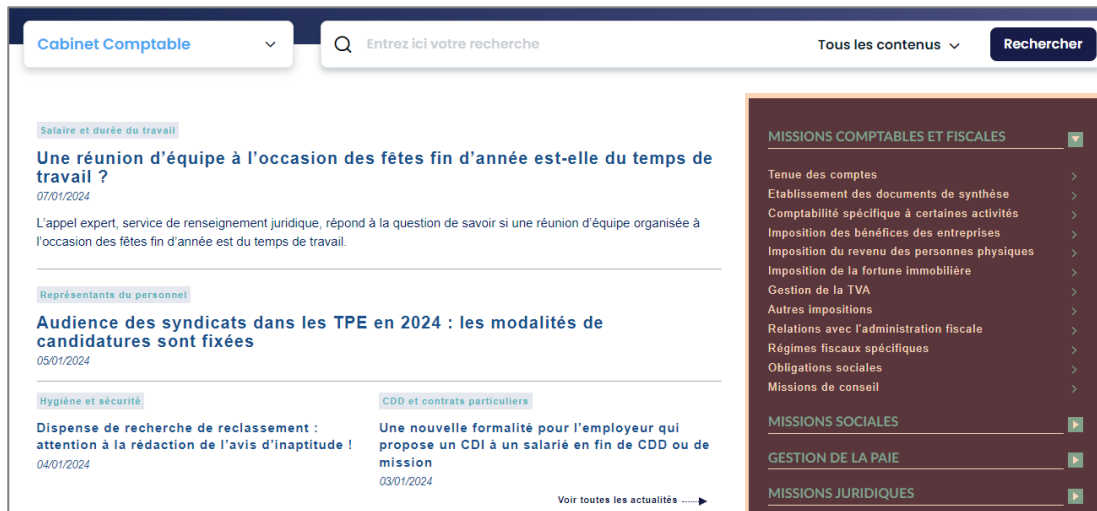 Cabinet Comptable
Entrez ici votre recherche
Tous les contenus
Rechercher
Salaire et durée du travail
Une réunion d’équipe à l’occasion des fêtes fin d’année est-elle du temps de
travail ?
07/01/2024
L’appel expert, service de renseignement juridique, répond à la question de savoir si une réunion d’équipe organisée à
l’occasion des fêtes fin d’année est du temps de travail.
Représentants du personnel
Audience des syndicats dans les TPE en 2024 : les modalités de
candidatures sont fixées
05/01/2024
Hygiène et sécurité
Dispense de recherche de reclassement :
attention à la rédaction de l’avis d’inaptitude !
04/01/2024
CDD et contrats particuliers
Une nouvelle formalité pour l’employeur qui
propose un CDI à un salarié en fin de CDD ou de
mission
03/01/2024
Voir toutes les actualités
MISSIONS COMPTABLES ET FISCALES
Tenue des comptes
Etablissement des documents de synthèse
Comptabilité spécifique à certaines activités
Imposition des bénéfices des entreprises
Imposition du revenu des personnes physiques
Imposition de la fortune immobilière
Gestion de la TVA
Autres impositions
Relations avec l’administration fiscale
Régimes fiscaux spécifiques
Obligations sociales
Missions de conseil
MISSIONS SOCIALES
GESTION DE LA PAIE
MISSIONS JURIDIQUES